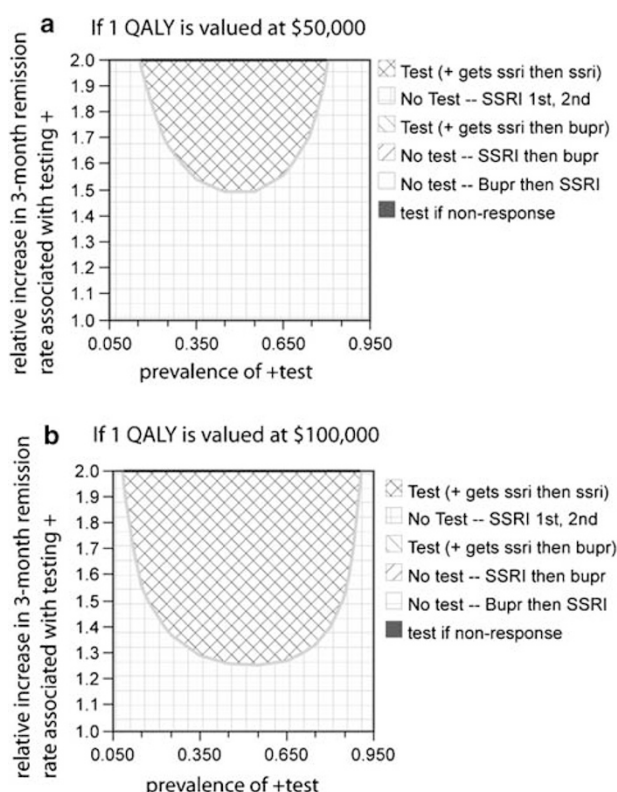 a
If 1 QALY is valued at $50,000
relative increase in 3-month remission
rate associated with testing +
2.0
1.9
1.8
1.7
1.6
1.5
1.4
1.3
1.2
1.1
1.0
0.050 0.350 0.650 0.950
prevalence of +test
Test (+ gets ssri then ssri)
No Test -- SSRI 1st, 2nd
Test (+ gets ssri then bupr)
No test -- SSRI then bupr
No test -- Bupr then SSRI
test if non-response
b
If 1 QALY is valued at $100,000
relative increase in 3-month remission
rate associated with testing +
2.0
1.9
1.8
1.7
1.6
1.5
1.4
1.3
1.2
1.1
1.0
0.050 0.350 0.650 0.950
prevalence of +test
Test (+ gets ssri then ssri)
No Test -- SSRI 1st, 2nd
Test (+ gets ssri then bupr)
No test -- SSRI then bupr
No test -- Bupr then SSRI
test if non-response